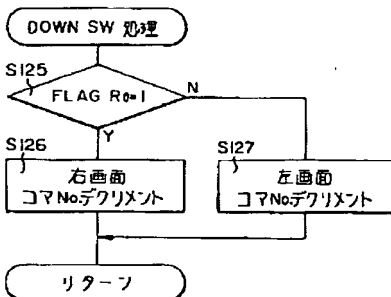 DOWN SW 処理
S125
FLAG Ro=1
N
Y
S126
右画面
コマNo.デクリメント
S127
左画面
コマNo.デクリメント
リターン